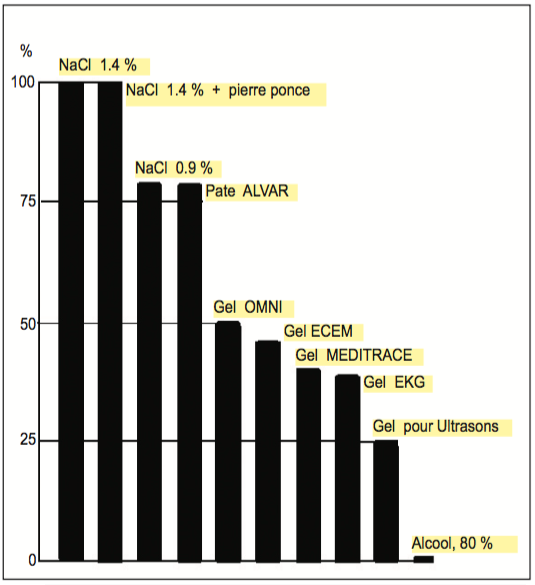 %
NaCl 1.4 %
100
NaCl 1.4 % + pierre ponce
NaCl 0.9 %
75
Pate ALVAR
Gel OMNI
50
Gel ECEM
Gel MEDITRACE
Gel EKG
Gel pour Ultrasons
25
Alcool, 80 %
0